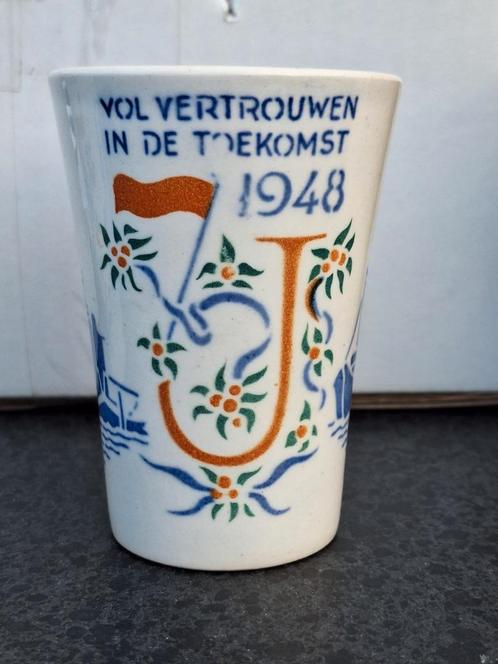 VOL VERTROUWEN
IN DE TOEKOMST
1948
J